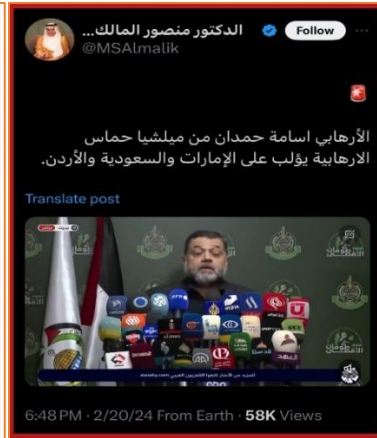 الدكتور منصور المالك...
Follow
@MSAlmalik
الأرهابي اسامة حمدان من ميلشيا حماس
الارهابية يؤلب على الإمارات والسعودية والأردن.
Translate post
6:48 PM · 2/20/24 From Earth · 58K Views